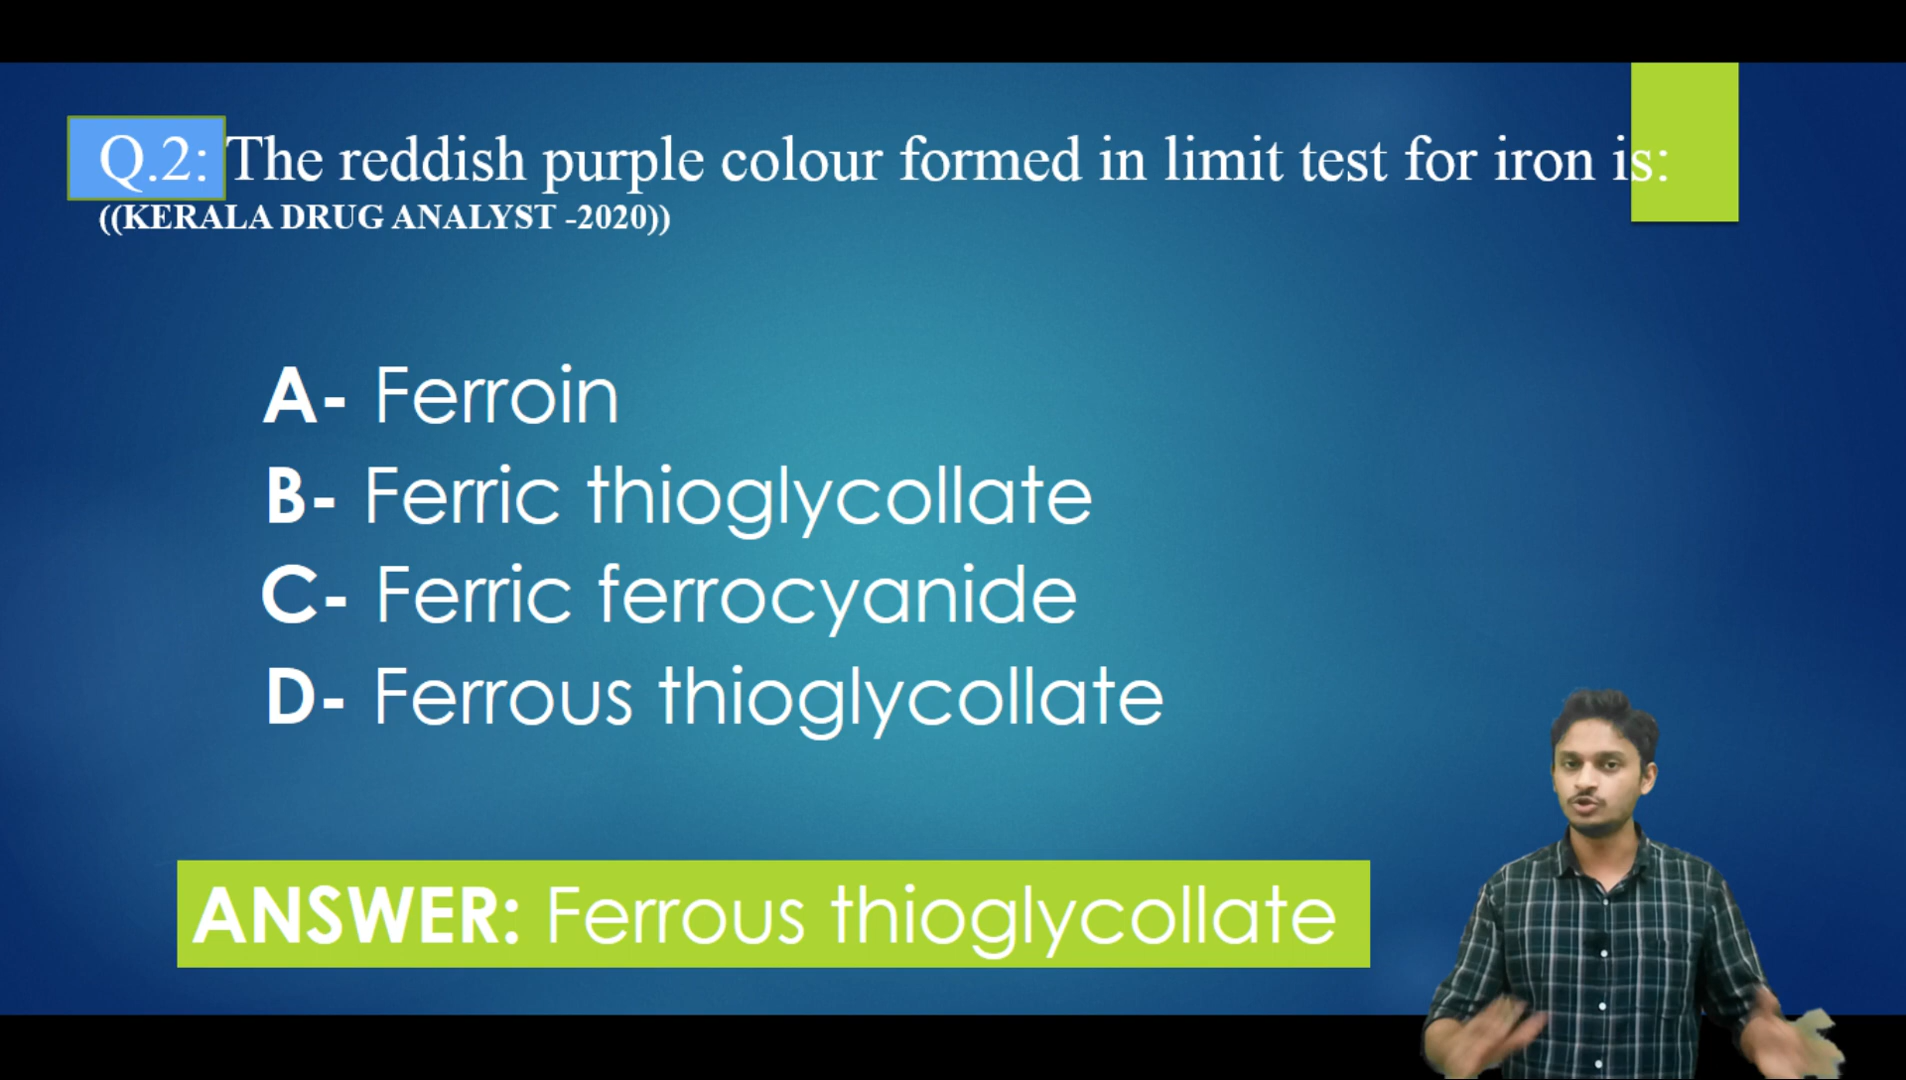 Q.2: The reddish purple colour formed in limit test for iron is:
((KERALA DRUG ANALYST -2020))
A- Ferroin
B- Ferric thioglycollate
C- Ferric ferrocyanide
D- Ferrous thioglycollate
ANSWER: Ferrous thioglycollate